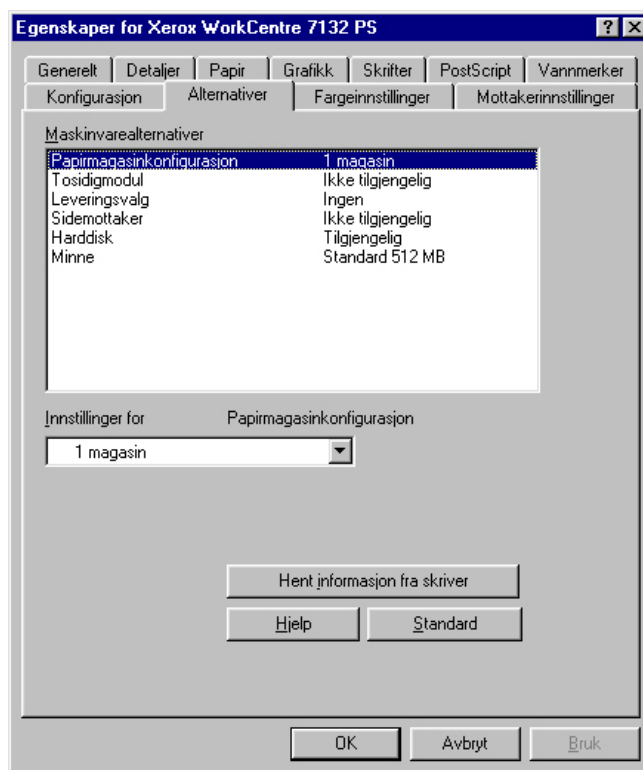 Egenskaper for Xerox WorkCentre 7132 PS
Generelt Detaljer Papir Grafikk Skrifter PostScript Vannmerker
Konfigurasjon Alternativer Fargeinnstillinger Mottakerinnstillinger
Maskinvarealternativer
Papirmagasinkonfigurasjon 1 magasin
Tosidigmodul Ikke tilgjengelig
Leveringsvalg Ingen
Sidemottaker Ikke tilgjengelig
Harddisk Tilgjengelig
Minne Standard 512 MB
Innstillinger for Papirmagasinkonfigurasjon
1 magasin
Hent informasjon fra skriver
Hjelp Standard
OK Avbryt Bruk